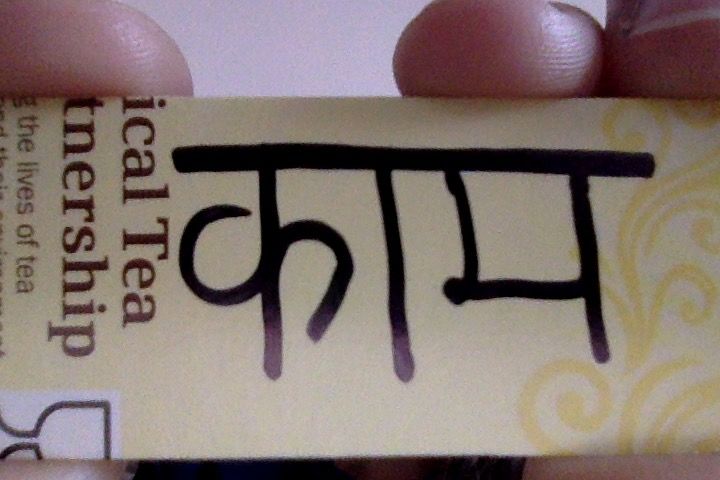 काम
ical Tea
tnership
g the lives of tea